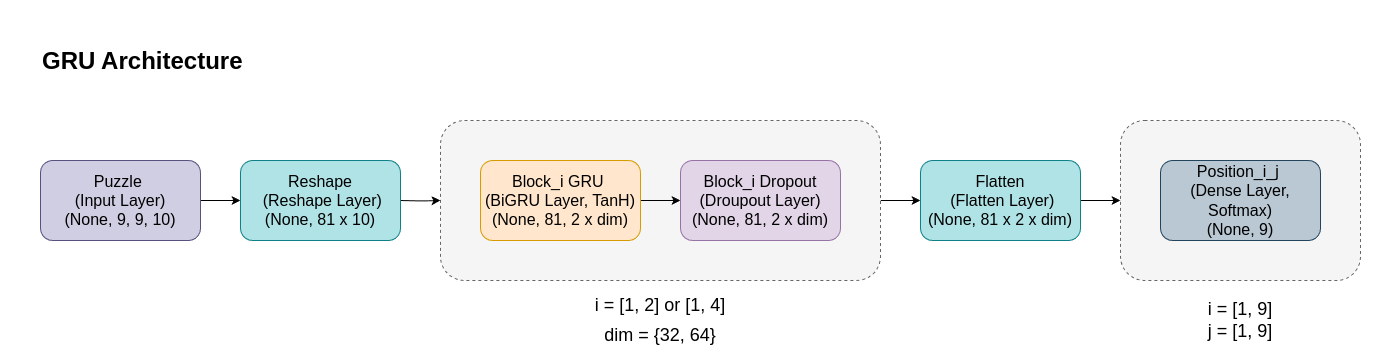 GRU Architecture
Puzzle
(Input Layer)
(None, 9, 9, 10)
Reshape
(Reshape Layer)
(None, 81 x 10)
Block_i GRU
(BiGRU Layer, TanH)
(None, 81, 2 x dim)
Block_i Dropout
(Droupout Layer)
(None, 81, 2 x dim)
Flatten
(Flatten Layer)
(None, 81 x 2 x dim)
Position_i_j
(Dense Layer,
Softmax)
(None, 9)
i = [1, 2] or [1, 4]
dim = {32, 64}
i = [1, 9]
j = [1, 9]